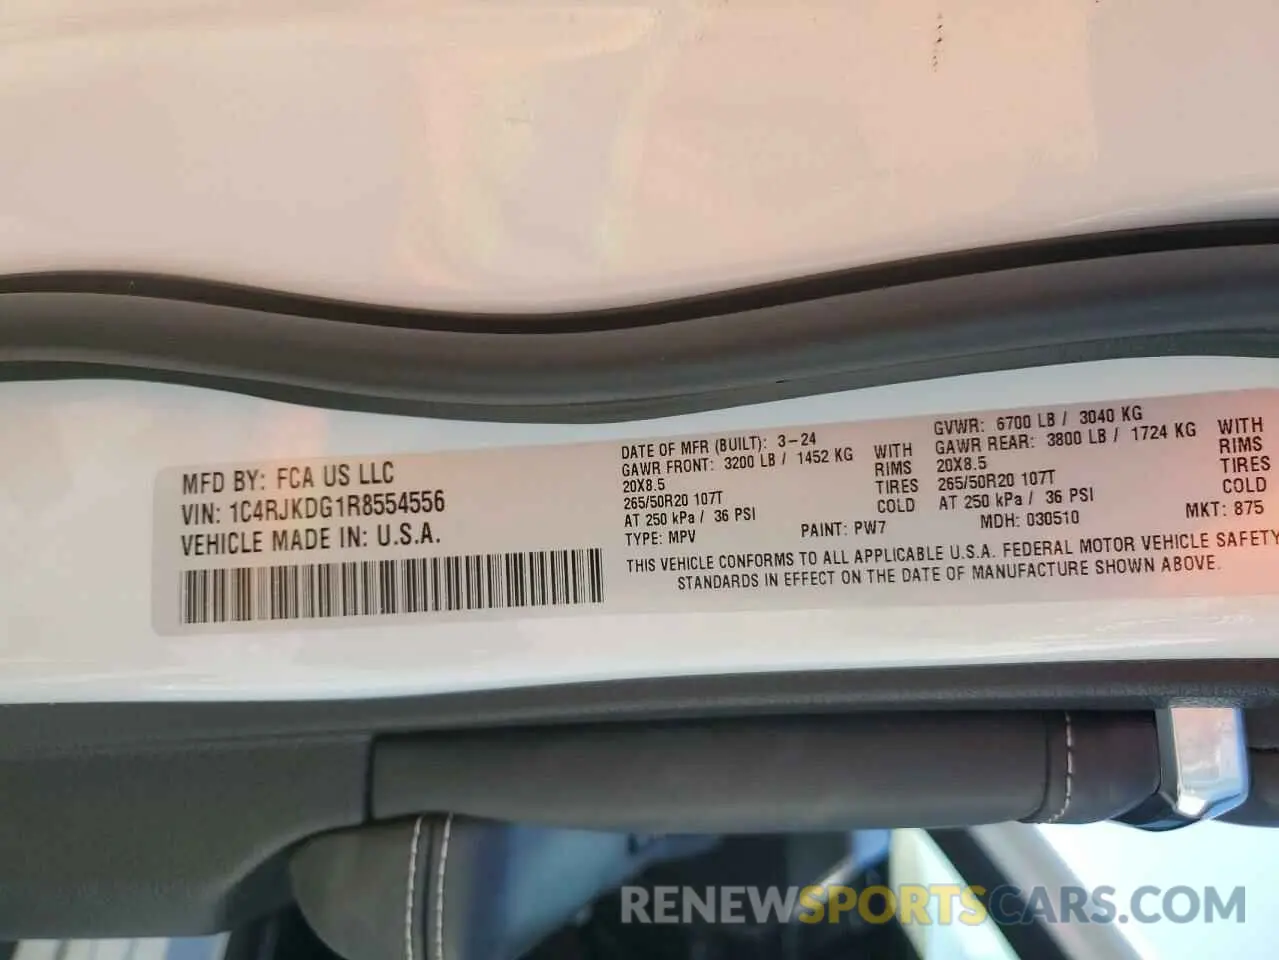 MFD BY: FCA US LLC
VIN: 1C4RJKDG1R8554556
VEHICLE MADE IN: U.S.A.
DATE OF MFR (BUILT): 3-24
GAWR FRONT: 3200 LB / 1452 KG WITH
20X8.5 RIMS
265/50R20 107T TIRES
AT 250 kPa / 36 PSI COLD
TYPE: MPV PAINT: PW7
GVWR: 6700 LB / 3040 KG
GAWR REAR: 3800 LB / 1724 KG WITH
20X8.5 RIMS
265/50R20 107T TIRES
AT 250 kPa / 36 PSI COLD
MDH: 030510 MKT: 875
THIS VEHICLE CONFORMS TO ALL APPLICABLE U.S.A. FEDERAL MOTOR VEHICLE SAFETY
STANDARDS IN EFFECT ON THE DATE OF MANUFACTURE SHOWN ABOVE.
RENEWSPORTSCARS.COM